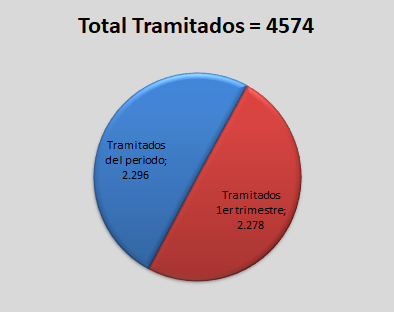 Total Tramitados = 4574
Tramitados
del periodo;
2.296
Tramitados
1er trimestre;
2.278